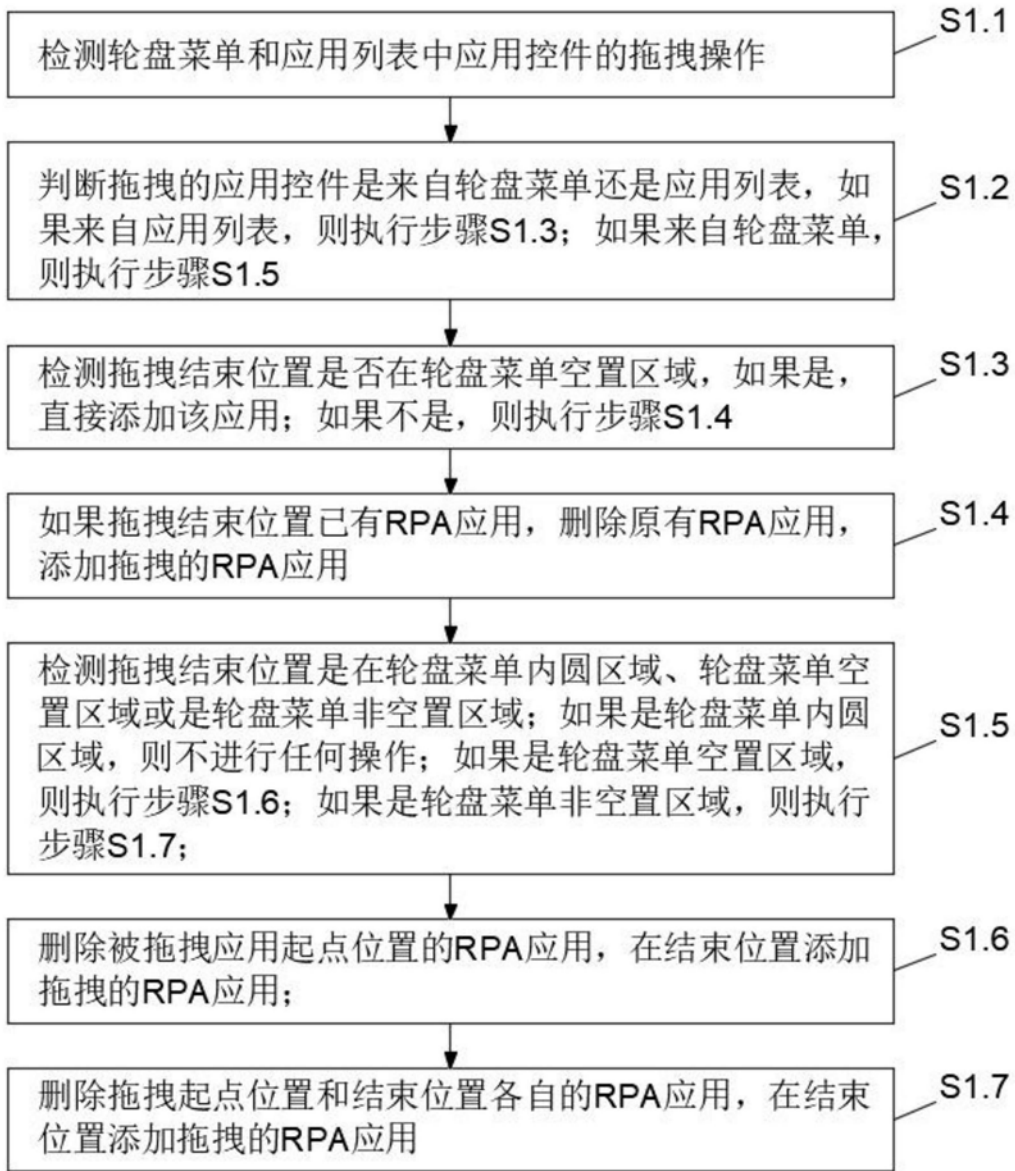 S1.1
检测轮盘菜单和应用列表中应用控件的拖拽操作
S1.2
判断拖拽的应用控件是来自轮盘菜单还是应用列表，如
果来自应用列表，则执行步骤S1.3；如果来自轮盘菜单，
则执行步骤S1.5
S1.3
检测拖拽结束位置是否在轮盘菜单空置区域，如果是，
直接添加该应用；如果不是，则执行步骤S1.4
S1.4
如果拖拽结束位置已有RPA应用，删除原有RPA应用，
添加拖拽的RPA应用
S1.5
检测拖拽结束位置是在轮盘菜单内圆区域、轮盘菜单空
置区域或是轮盘菜单非空置区域；如果是轮盘菜单内圆
区域，则不进行任何操作；如果是轮盘菜单空置区域，
则执行步骤S1.6；如果是轮盘菜单非空置区域，则执行
步骤S1.7；
S1.6
删除被拖拽应用起点位置的RPA应用，在结束位置添加
拖拽的RPA应用；
S1.7
删除拖拽起点位置和结束位置各自的RPA应用，在结束
位置添加拖拽的RPA应用